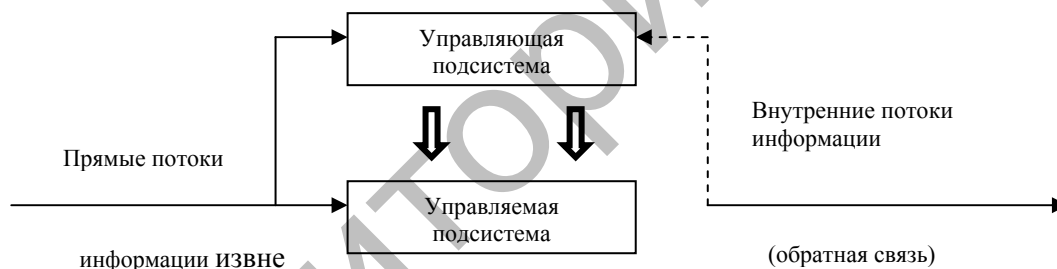 Управляющая
подсистема
Внутренние потоки
информации
Прямые потоки
Управляемая
подсистема
информации извне
(обратная связь)